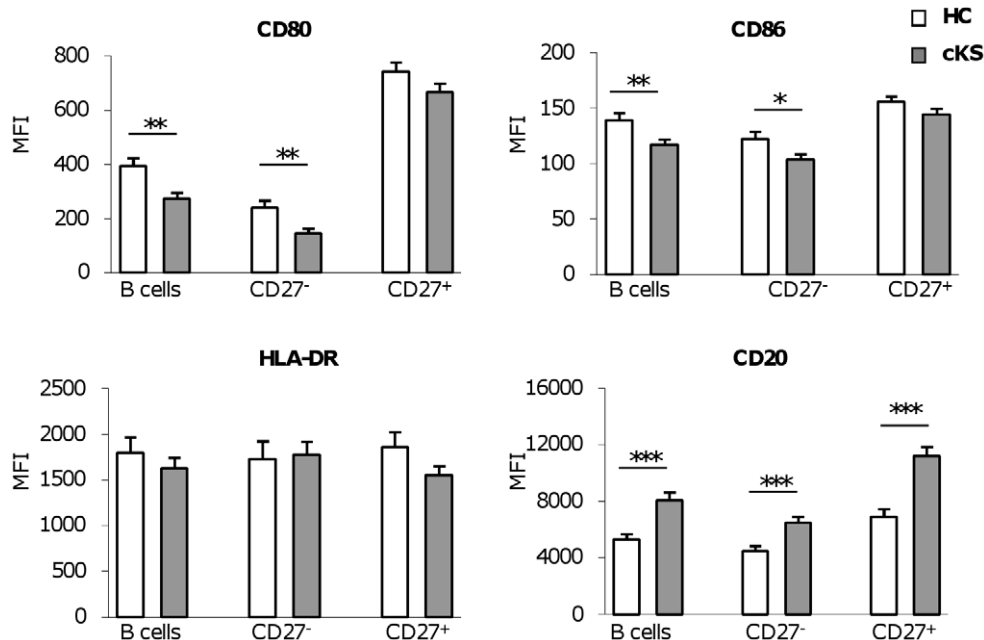 CD80
MFI
800
600
400
200
0
**
**
B cells CD27⁻ CD27⁺
CD86
HC
cKS
MFI
200
150
100
50
0
**
*
B cells CD27⁻ CD27⁺
HLA-DR
MFI
2500
2000
1500
1000
500
0
B cells CD27⁻ CD27⁺
CD20
MFI
16000
12000
8000
4000
0
***
***
***
B cells CD27⁻ CD27⁺